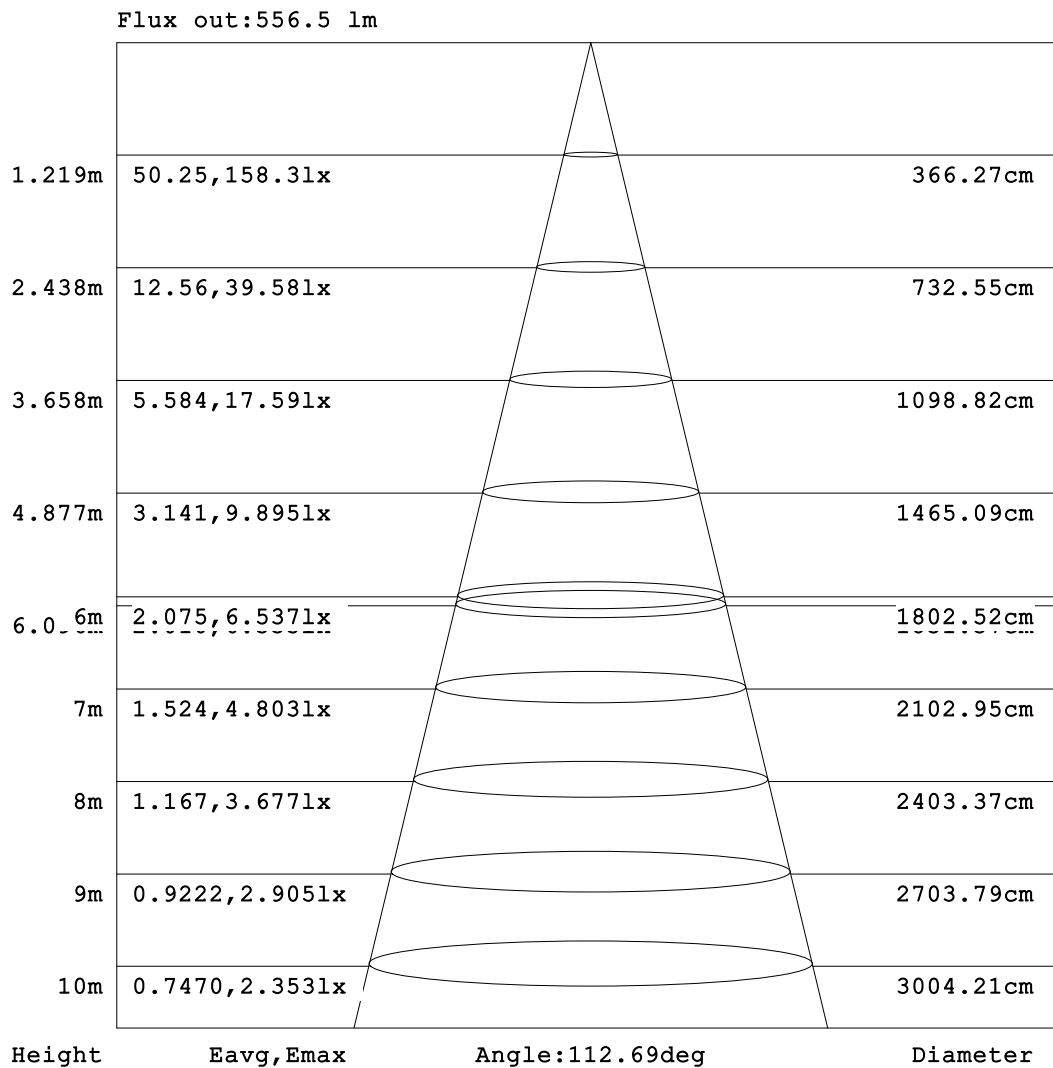 Flux out:556.5 lm
1.219m 50.25,158.3lx 366.27cm
2.438m 12.56,39.58lx 732.55cm
3.658m 5.584,17.59lx 1098.82cm
4.877m 3.141,9.895lx 1465.09cm
6m 2.075,6.537lx 1802.52cm
7m 1.524,4.803lx 2102.95cm
8m 1.167,3.677lx 2403.37cm
9m 0.9222,2.905lx 2703.79cm
10m 0.7470,2.353lx 3004.21cm
Height Eavg,Emax Angle:112.69deg Diameter